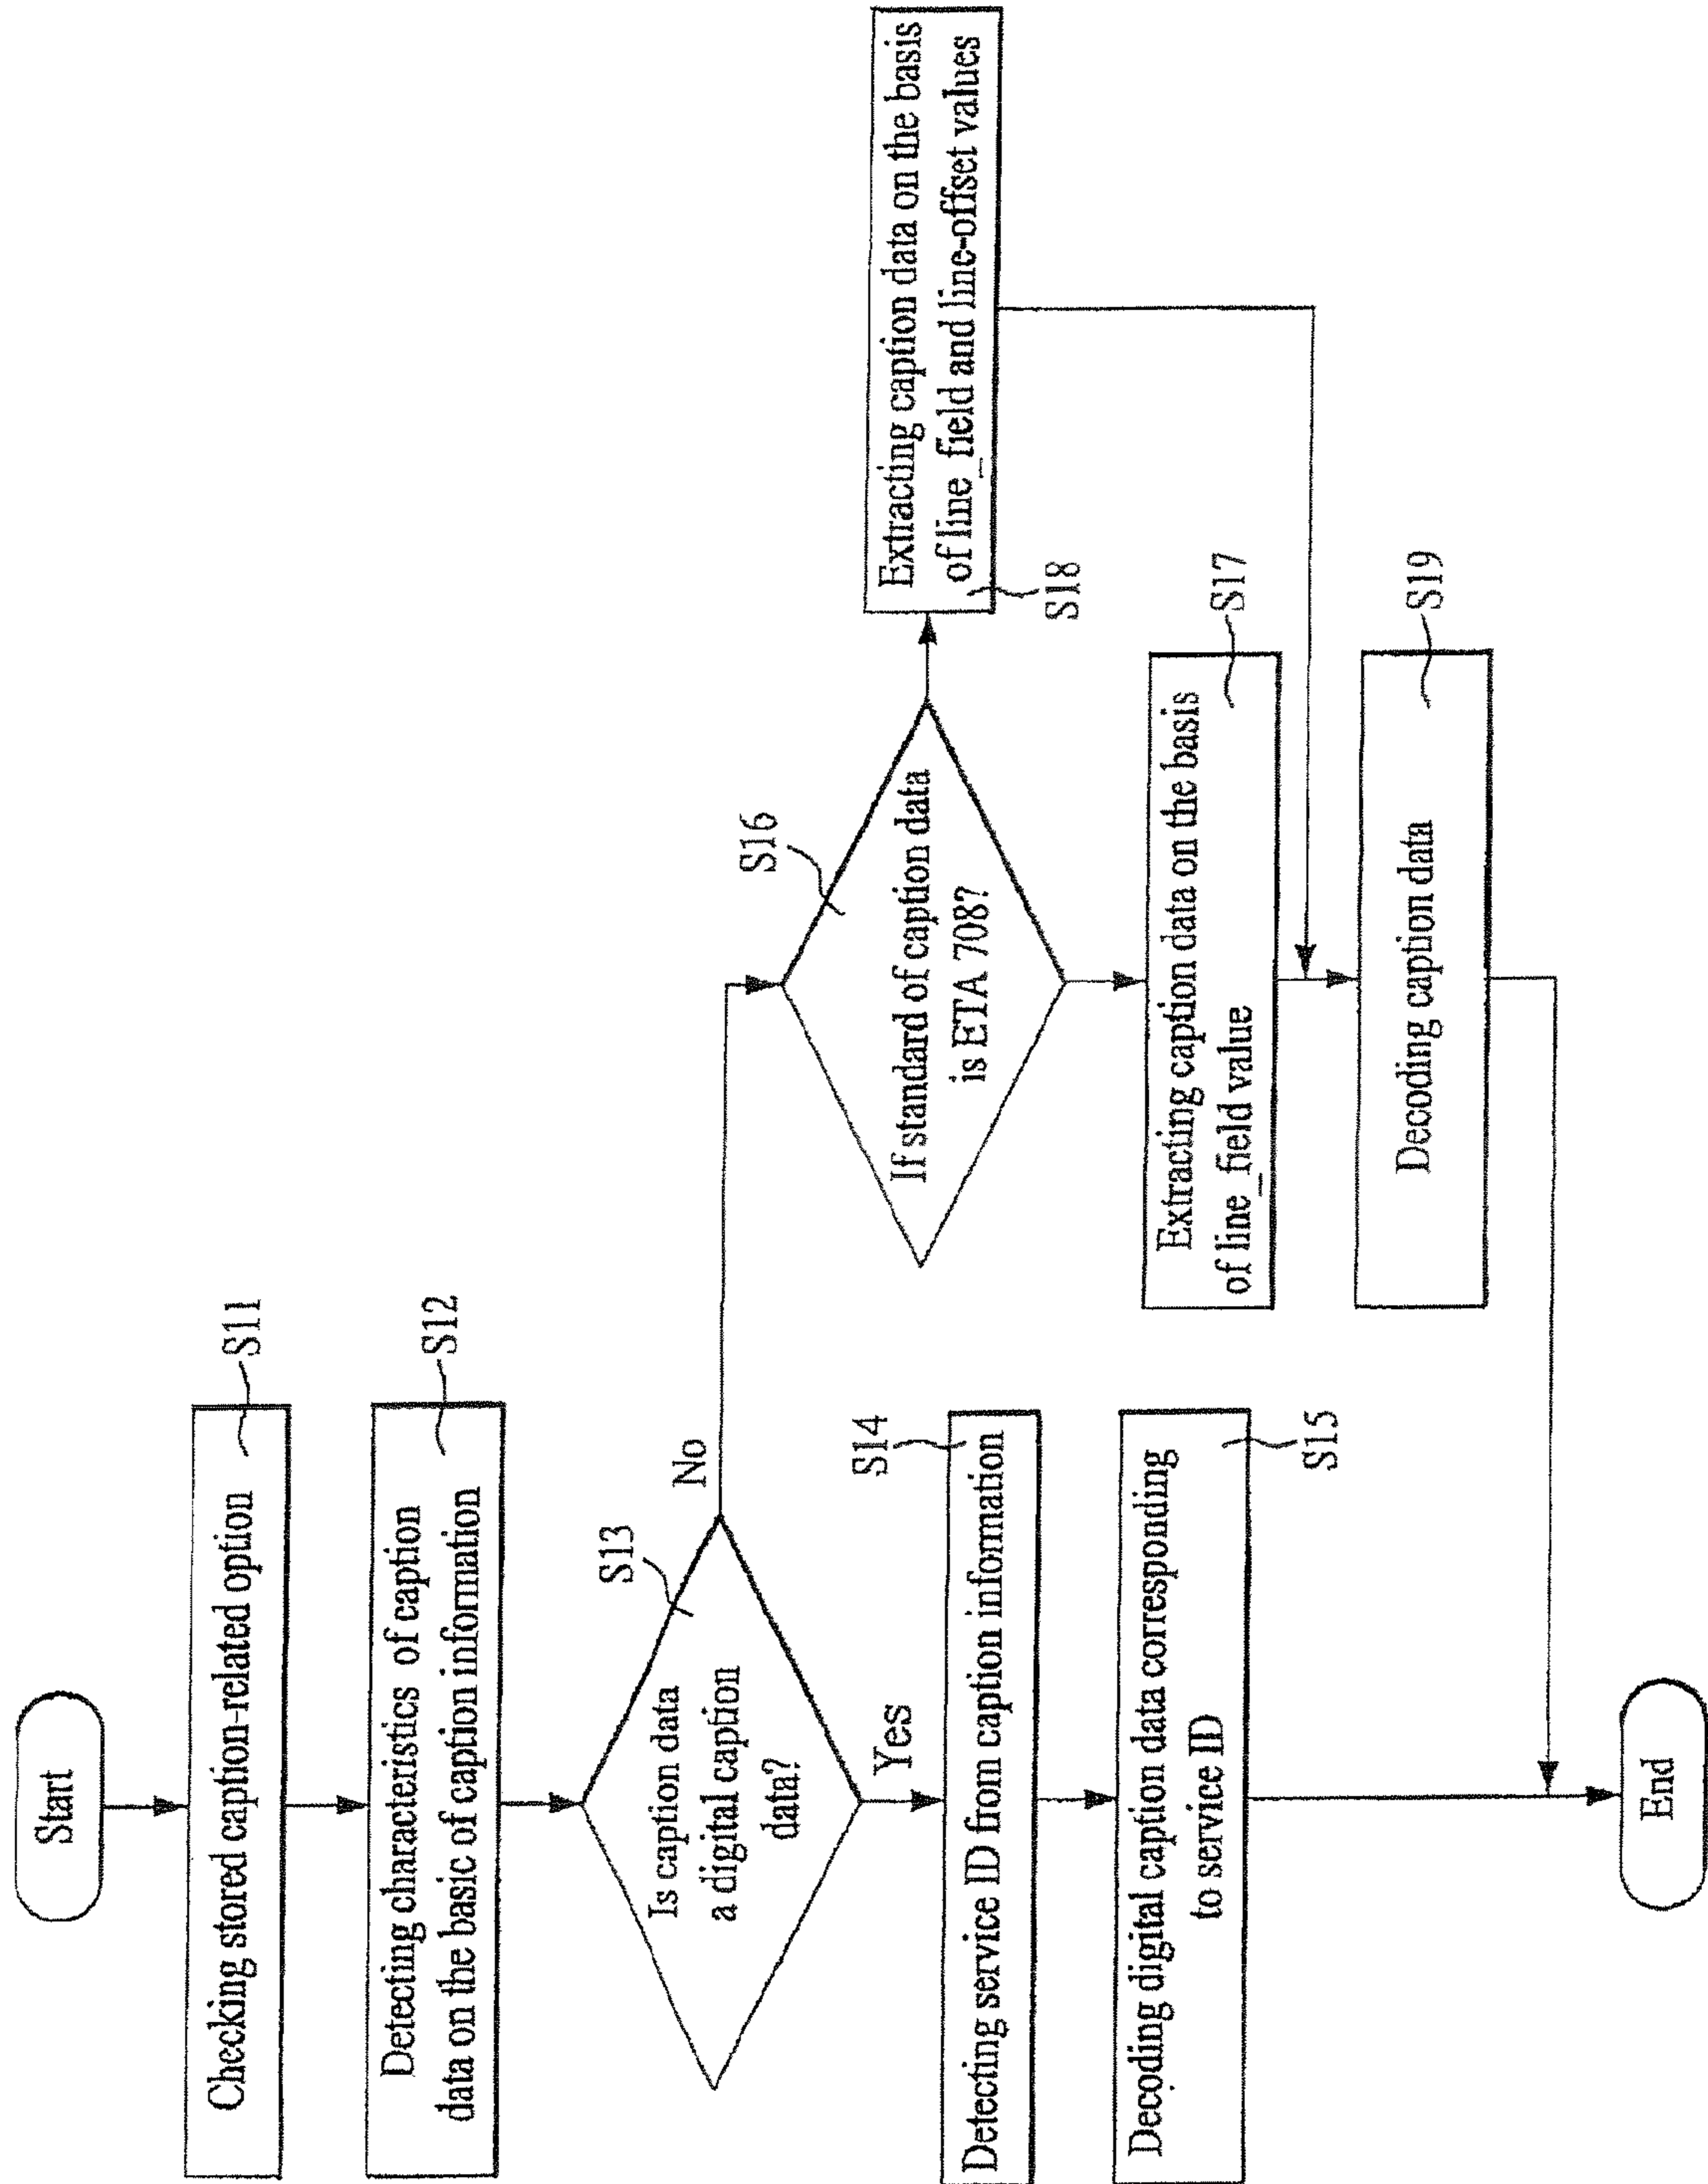 Start
Checking stored caption-related option
S11
Detecting characteristics of caption
data on the basic of caption information
S12
Is caption data
a digital caption
data?
S13
No
Yes
Detecting service ID from caption information
S14
Decoding digital caption data corresponding
to service ID
S15
If standard of caption data
is ETA 708?
S16
Extracting caption data on the basis
of line_field value
S17
Extracting caption data on the basis
of line_field and line-offset values
S18
Decoding caption data
S19
End